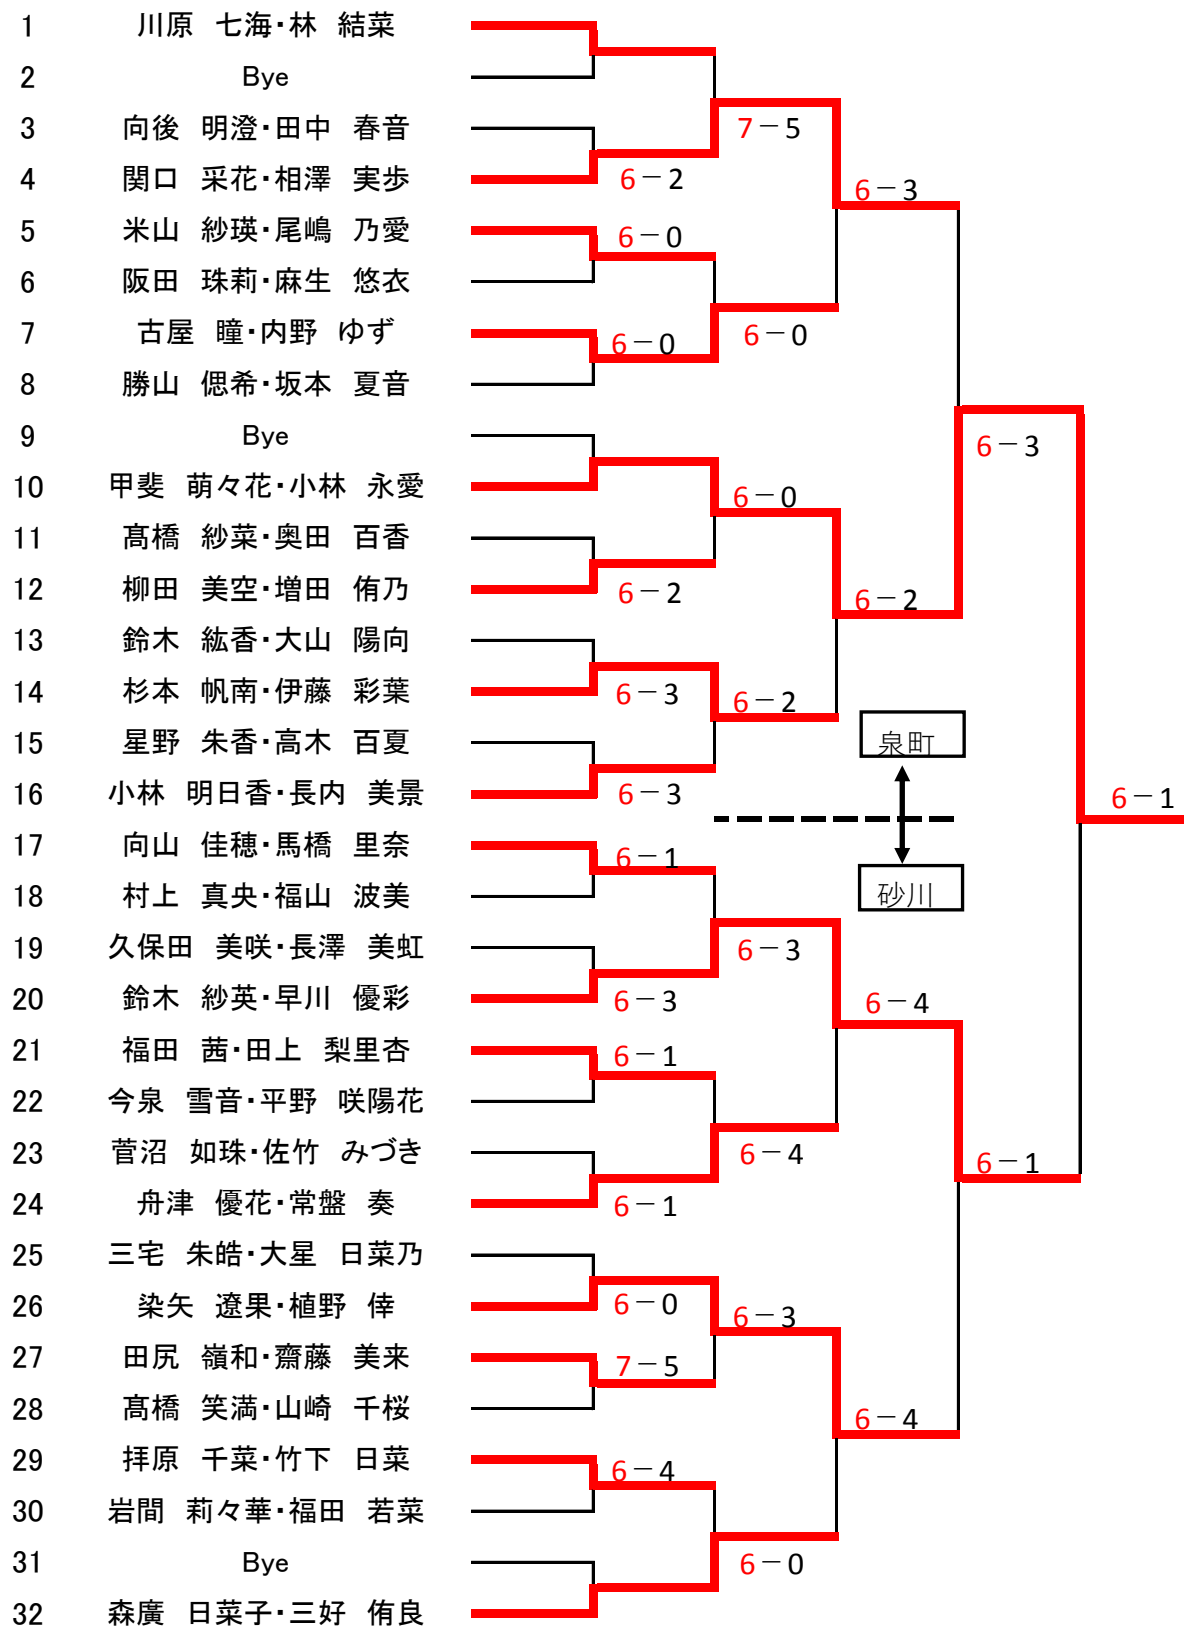 1 川原 七海・林 結菜
2 Bye
3 向後 明澄・田中 春音
7－5
4 関口 采花・相澤 実歩
6－2
6－3
5 米山 紗瑛・尾嶋 乃愛
6－0
6 阪田 珠莉・麻生 悠衣
7 古屋 瞳・内野 ゆず
6－0
6－0
8 勝山 偲希・坂本 夏音
9 Bye
6－3
10 甲斐 萌々花・小林 永愛
6－0
11 髙橋 紗菜・奥田 百香
12 柳田 美空・増田 侑乃
6－2
6－2
13 鈴木 紘香・大山 陽向
14 杉本 帆南・伊藤 彩葉
6－3
6－2
15 星野 朱香・高木 百夏
泉町
16 小林 明日香・長内 美景
6－3
6－1
17 向山 佳穂・馬橋 里奈
6－1
18 村上 真央・福山 波美
砂川
19 久保田 美咲・長澤 美虹
6－3
20 鈴木 紗英・早川 優彩
6－3
6－4
21 福田 茜・田上 梨里杏
6－1
22 今泉 雪音・平野 咲陽花
23 菅沼 如珠・佐竹 みづき
6－4
6－1
24 舟津 優花・常盤 奏
6－1
25 三宅 朱皓・大星 日菜乃
26 染矢 遼果・植野 倖
6－0
6－3
27 田尻 嶺和・齋藤 美来
7－5
28 髙橋 笑満・山崎 千桜
6－4
29 拝原 千菜・竹下 日菜
6－4
30 岩間 莉々華・福田 若菜
31 Bye
6－0
32 森廣 日菜子・三好 侑良